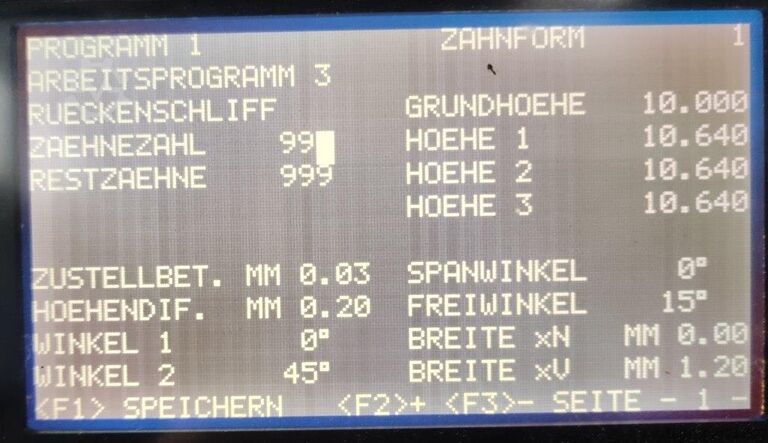 PROGRAMM 1 ZAHNFORM 1
ARBEITSPROGRAMM 3
RUECKENSCHLIFF GRUNDHOEHE 10.000
ZAEHNEZAHL 99 HOEHE 1 10.640
RESTZAEHNE 999 HOEHE 2 10.640
HOEHE 3 10.640
ZUSTELLBET. MM 0.03 SPANWINKEL 0°
HOEHENDIF. MM 0.20 FREIWINKEL 15°
WINKEL 1 0° BREITE xN MM 0.00
WINKEL 2 45° BREITE xV MM 1.20
<F1> SPEICHERN <F2>+ <F3>- SEITE - 1 -